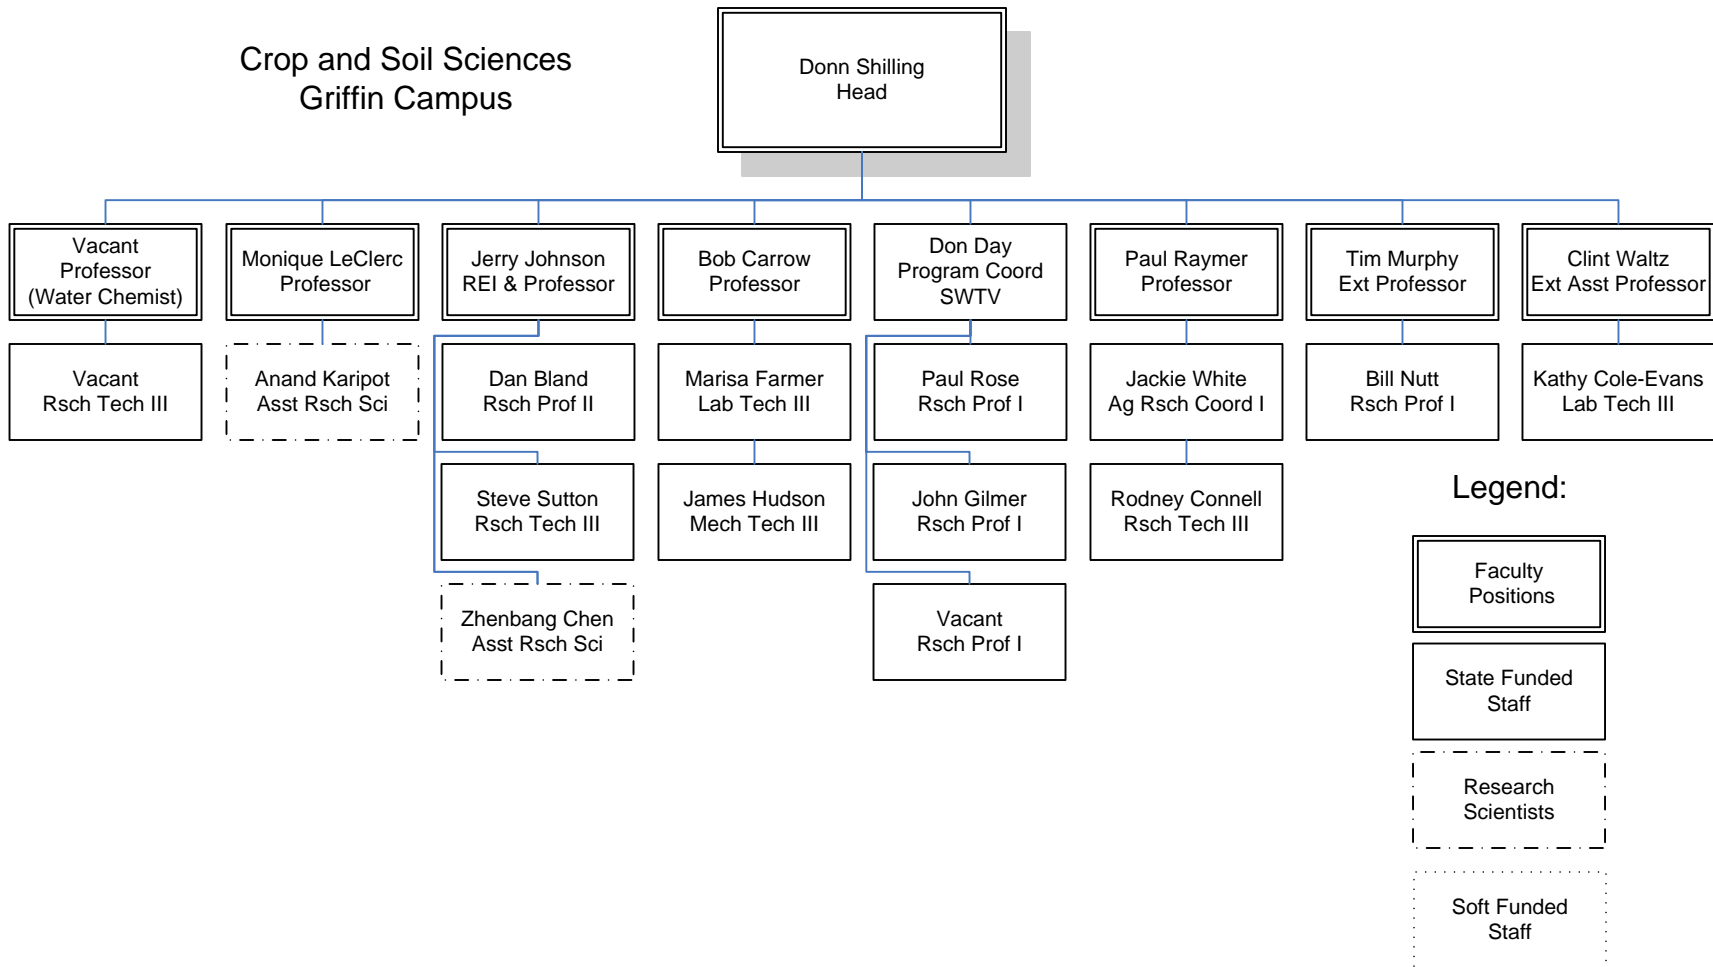 Crop and Soil Sciences
Griffin Campus
Donn Shilling
Head
Vacant
Professor
(Water Chemist)
Monique LeClerc
Professor
Jerry Johnson
REI & Professor
Bob Carrow
Professor
Don Day
Program Coord
SWTV
Paul Raymer
Professor
Tim Murphy
Ext Professor
Clint Waltz
Ext Asst Professor
Vacant
Rsch Tech III
Anand Karipot
Asst Rsch Sci
Dan Bland
Rsch Prof II
Marisa Farmer
Lab Tech III
Paul Rose
Rsch Prof I
Jackie White
Ag Rsch Coord I
Bill Nutt
Rsch Prof I
Kathy Cole-Evans
Lab Tech III
Steve Sutton
Rsch Tech III
James Hudson
Mech Tech III
John Gilmer
Rsch Prof I
Rodney Connell
Rsch Tech III
Zhenbang Chen
Asst Rsch Sci
Vacant
Rsch Prof I
Legend:
Faculty
Positions
State Funded
Staff
Research
Scientists
Soft Funded
Staff